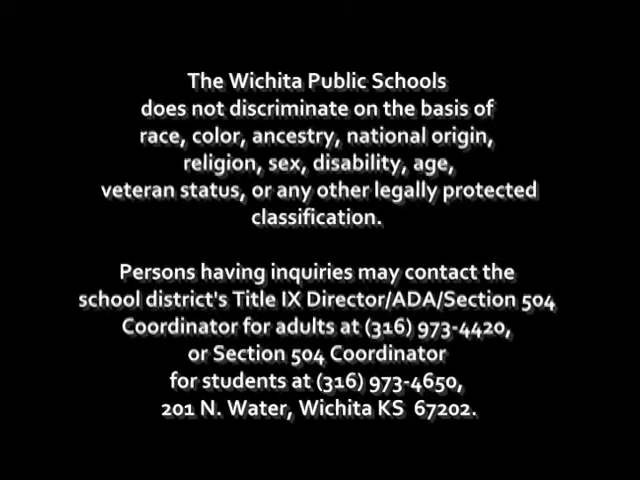 The Wichita Public Schools
does not discriminate on the basis of
race, color, ancestry, national origin,
religion, sex, disability, age,
veteran status, or any other legally protected
classification.
Persons having inquiries may contact the
school district's Title IX Director/ADA/Section 504
Coordinator for adults at (316) 973-4420,
or Section 504 Coordinator
for students at (316) 973-4650,
201 N. Water, Wichita KS  67202.